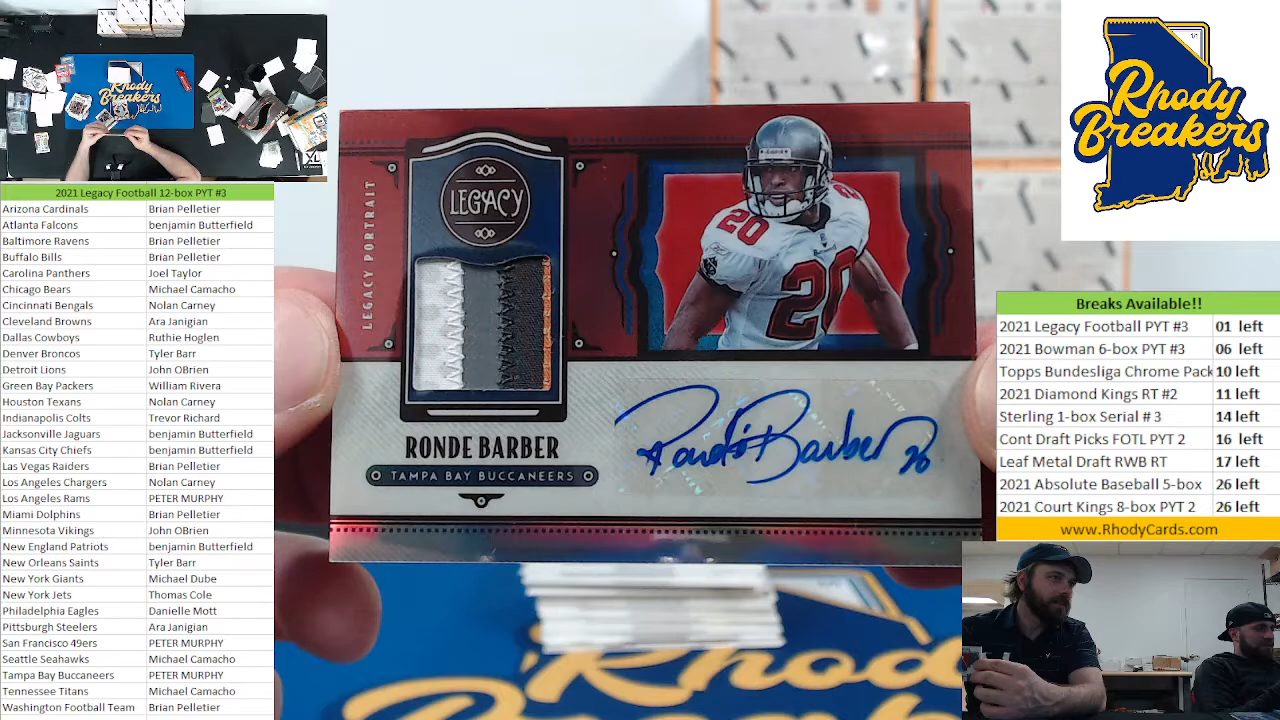 Rhody
Breakers
2021 Legacy Football 12-box PYT #3
Arizona Cardinals Brian Pelletier
Atlanta Falcons benjamin Butterfield
Baltimore Ravens Brian Pelletier
Buffalo Bills Brian Pelletier
Carolina Panthers Joel Taylor
Chicago Bears Michael Camacho
Cincinnati Bengals Nolan Carney
Cleveland Browns Ara Janigian
Dallas Cowboys Ruthie Hoglen
Denver Broncos Tyler Barr
Detroit Lions John OBrien
Green Bay Packers William Rivera
Houston Texans Nolan Carney
Indianapolis Colts Trevor Richard
Jacksonville Jaguars benjamin Butterfield
Kansas City Chiefs benjamin Butterfield
Las Vegas Raiders Brian Pelletier
Los Angeles Chargers Nolan Carney
Los Angeles Rams PETER MURPHY
Miami Dolphins Brian Pelletier
Minnesota Vikings John OBrien
New England Patriots benjamin Butterfield
New Orleans Saints Tyler Barr
New York Giants Michael Dube
New York Jets Thomas Cole
Philadelphia Eagles Danielle Mott
Pittsburgh Steelers Ara Janigian
San Francisco 49ers PETER MURPHY
Seattle Seahawks Michael Camacho
Tampa Bay Buccaneers PETER MURPHY
Tennessee Titans Michael Camacho
Washington Football Team Brian Pelletier
LEGACY PORTRAIT
LEGACY
20
20
20
RONDE BARBER
TAMPA BAY BUCCANEERS
Ronde Barber 20
Rhody
Breakers
Rhody
Breakers
Breaks Available!!
2021 Legacy Football PYT #3 01 left
2021 Bowman 6-box PYT #3 06 left
Topps Bundesliga Chrome Pack 10 left
2021 Diamond Kings RT #2 11 left
Sterling 1-box Serial # 3 14 left
Cont Draft Picks FOTL PYT 2 16 left
Leaf Metal Draft RWB RT 17 left
2021 Absolute Baseball 5-box 26 left
2021 Court Kings 8-box PYT 2 26 left
www.RhodyCards.com